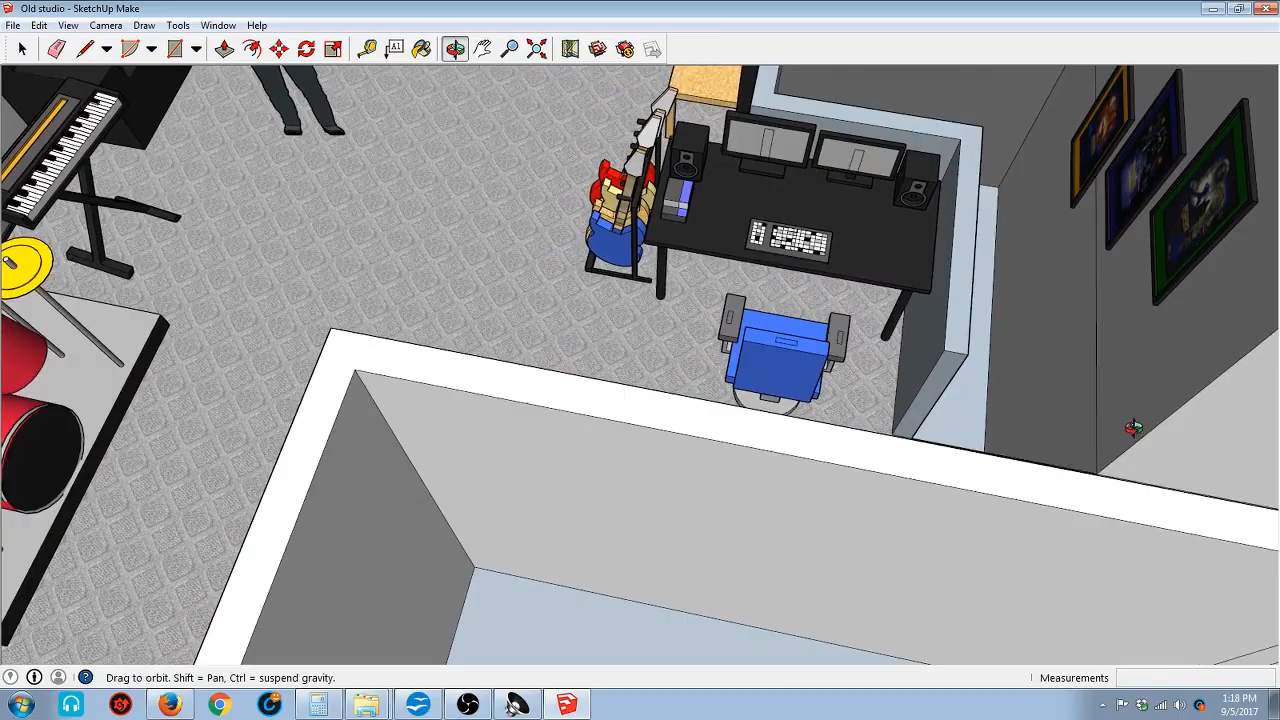 Old studio - SketchUp Make
File Edit View Camera Draw Tools Window Help
A1
Drag to orbit. Shift = Pan, Ctrl = suspend gravity.
Measurements
1:18 PM
9/5/2017